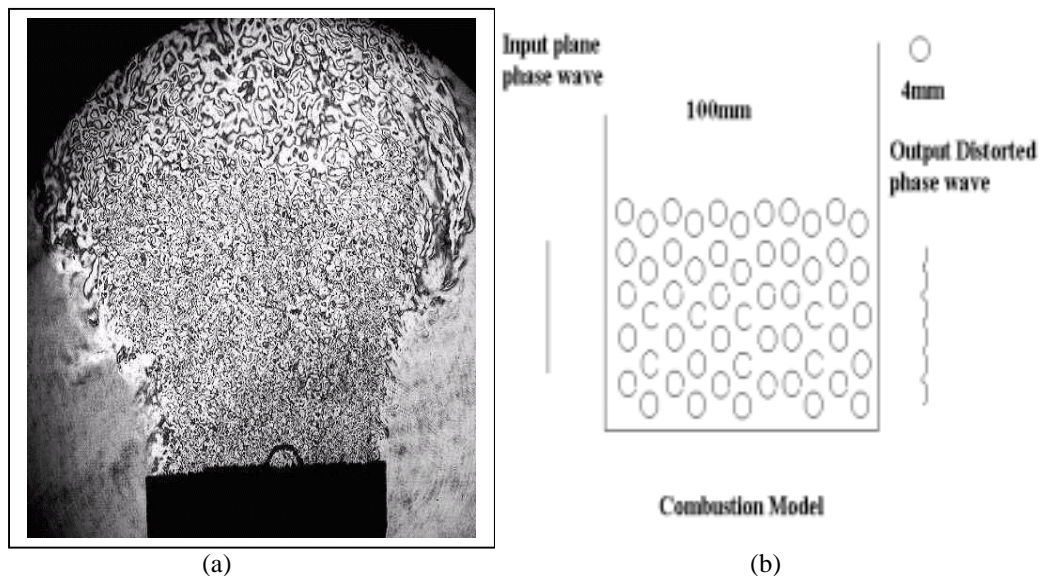 Input plane
phase wave
100mm
4mm
Output Distorted
phase wave
Combustion Model
(a)
(b)